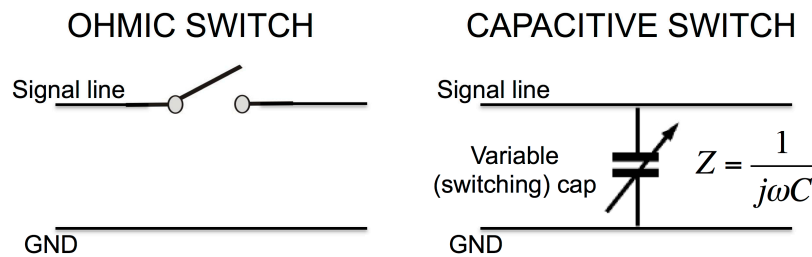 OHMIC SWITCH
Signal line
GND
CAPACITIVE SWITCH
Signal line
Variable
(switching) cap
Z = 1 / jωC
GND